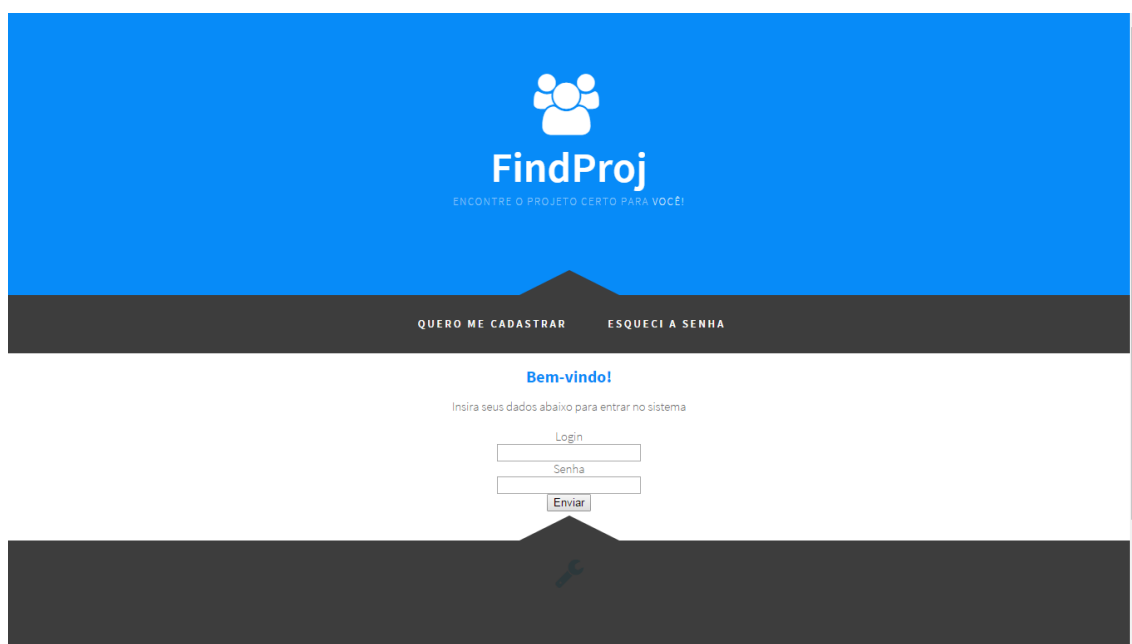 FindProj
ENCONTRE O PROJETO CERTO PARA VOCÊ!
QUERO ME CADASTRAR ESQUECI A SENHA
Bem-vindo!
Insira seus dados abaixo para entrar no sistema
Login
Senha
Enviar